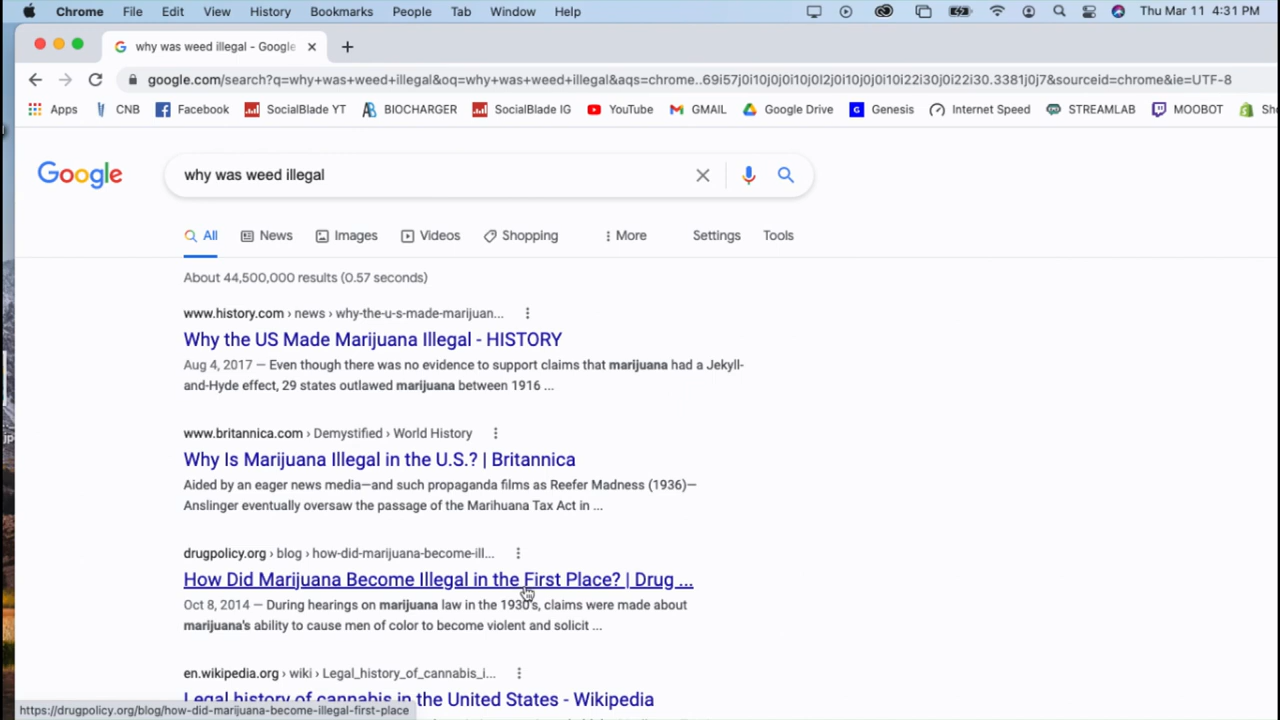 Chrome File Edit View History Bookmarks People Tab Window Help Thu Mar 11 4:31 PM
why was weed illegal - Google
google.com/search?q=why+was+weed+illegal&oq=why+was+weed+illegal&aqs=chrome..69i57j0i10j0j0i10j0l2j0i10j0j0i10i22i30j0i22i30.3381j0j7&sourceid=chrome&ie=UTF-8
Apps CNB Facebook SocialBlade YT BIOCHARGER SocialBlade IG YouTube GMAIL Google Drive Genesis Internet Speed STREAMLAB MOOBOT Sh
Google why was weed illegal
All News Images Videos Shopping More Settings Tools
About 44,500,000 results (0.57 seconds)
www.history.com › news › why-the-u-s-made-marijuan...
Why the US Made Marijuana Illegal - HISTORY
Aug 4, 2017 — Even though there was no evidence to support claims that marijuana had a Jekyll-
and-Hyde effect, 29 states outlawed marijuana between 1916 ...
www.britannica.com › Demystified › World History
Why Is Marijuana Illegal in the U.S.? | Britannica
Aided by an eager news media—and such propaganda films as Reefer Madness (1936)—
Anslinger eventually oversaw the passage of the Marihuana Tax Act in ...
drugpolicy.org › blog › how-did-marijuana-become-ill...
How Did Marijuana Become Illegal in the First Place? | Drug ...
Oct 8, 2014 — During hearings on marijuana law in the 1930's, claims were made about
marijuana's ability to cause men of color to become violent and solicit ...
en.wikipedia.org › wiki › Legal_history_of_cannabis_i...
Legal history of cannabis in the United States - Wikipedia
https://drugpolicy.org/blog/how-did-marijuana-become-illegal-first-place